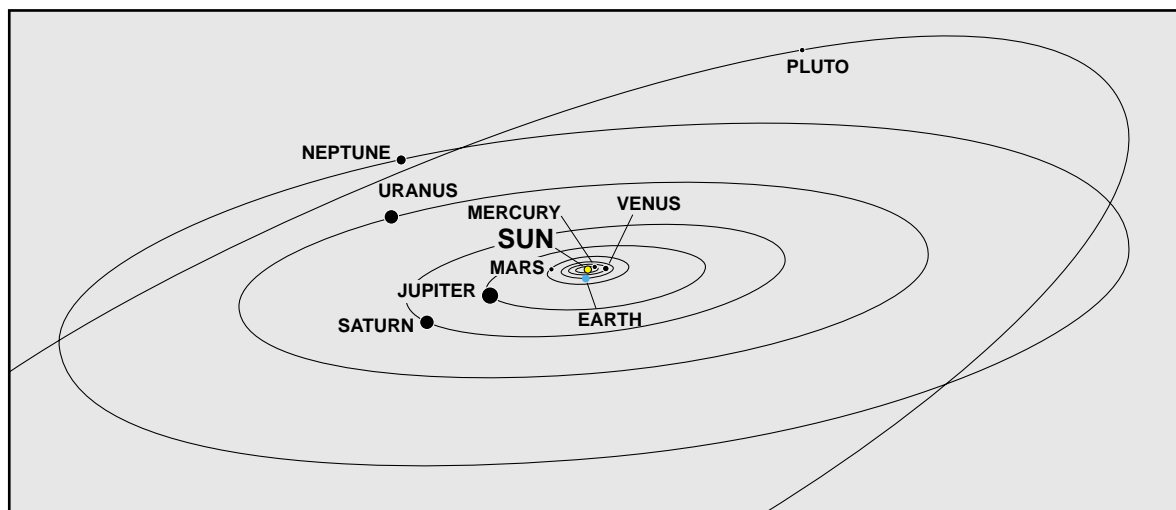 PLUTO
NEPTUNE
URANUS
MERCURY
VENUS
SUN
MARS
JUPITER
EARTH
SATURN